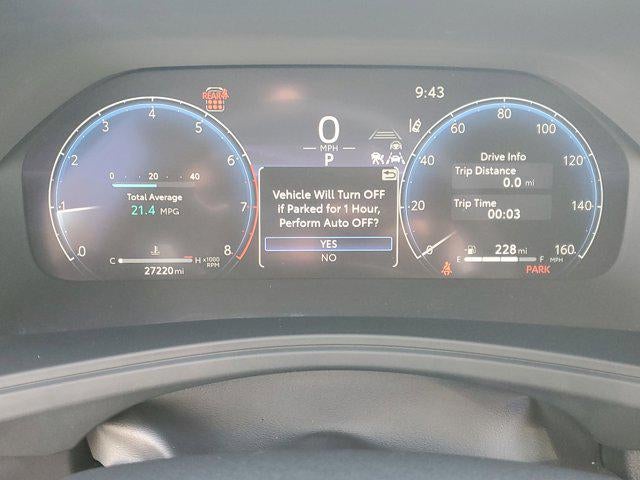 REAR
9:43
0
MPH
P
0 1 2 3 4 5 6 7 8
x1000
RPM
0 20 40
Total Average
21.4 MPG
C H
27220 mi
Vehicle Will Turn OFF
if Parked for 1 Hour,
Perform Auto OFF?
YES
NO
0 40 60 80 100 120 140 160
MPH
Drive Info
Trip Distance
0.0 mi
Trip Time
00:03
228 mi
E F
PARK